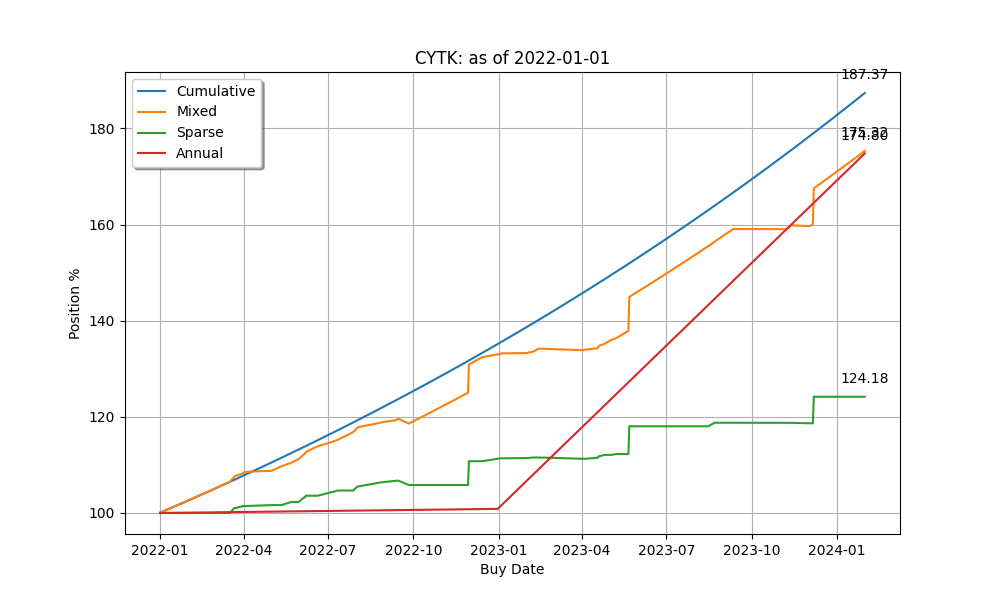 CYTK: as of 2022-01-01
187.37
Cumulative
Mixed
Sparse
Annual
174.80
124.18
180
160
140
120
100
Position %
2022-01
2022-04
2022-07
2022-10
2023-01
2023-04
2023-07
2023-10
2024-01
Buy Date